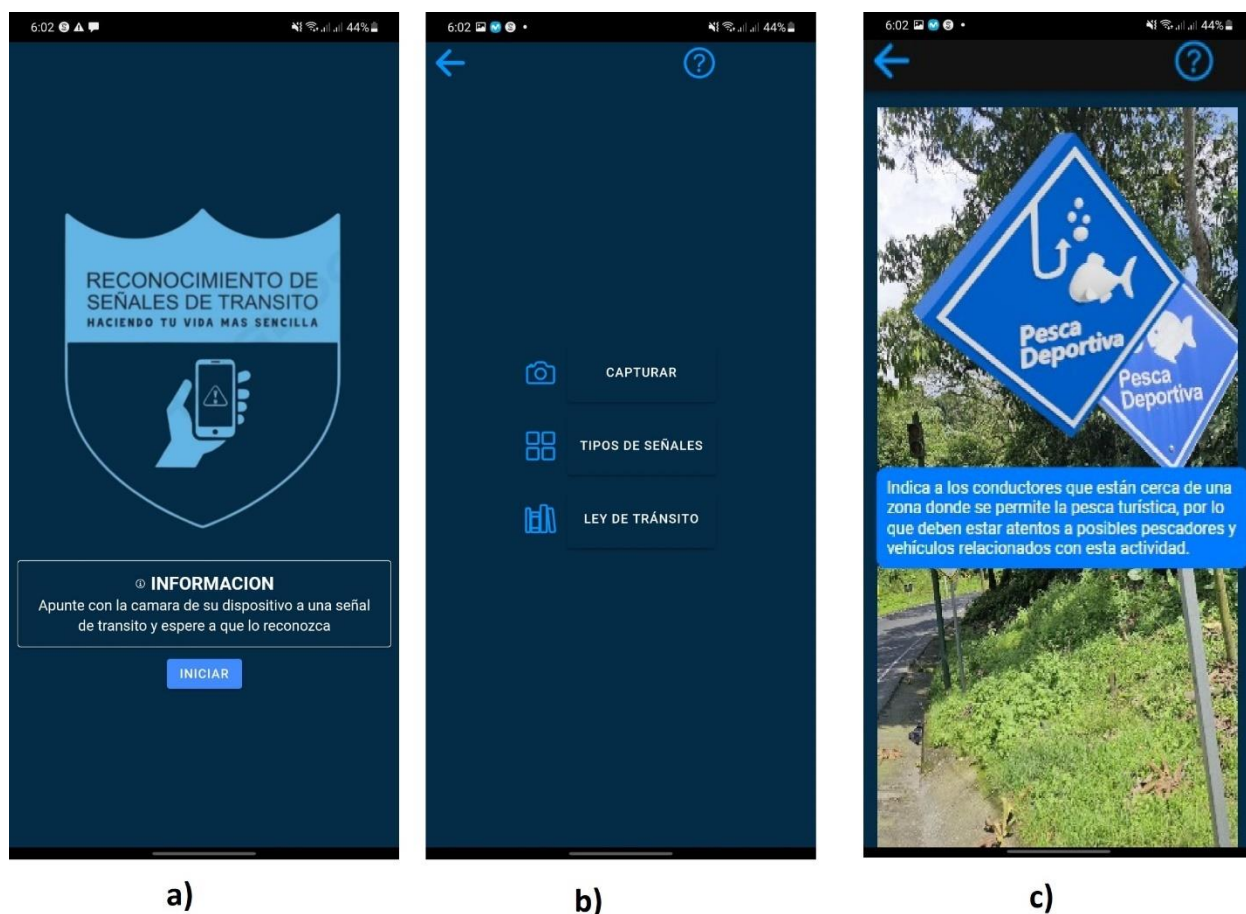 6:02
44%
RECONOCIMIENTO DE
SEÑALES DE TRANSITO
HACIENDO TU VIDA MAS SENCILLA
INFORMACION
Apunte con la camara de su dispositivo a una señal
de transito y espere a que lo reconozca
INICIAR
a)
6:02
44%
CAPTURAR
TIPOS DE SEÑALES
LEY DE TRÁNSITO
b)
6:02
44%
Pesca
Deportiva
Pesca
Deportiva
Indica a los conductores que están cerca de una
zona donde se permite la pesca turística, por lo
que deben estar atentos a posibles pescadores y
vehículos relacionados con esta actividad.
c)